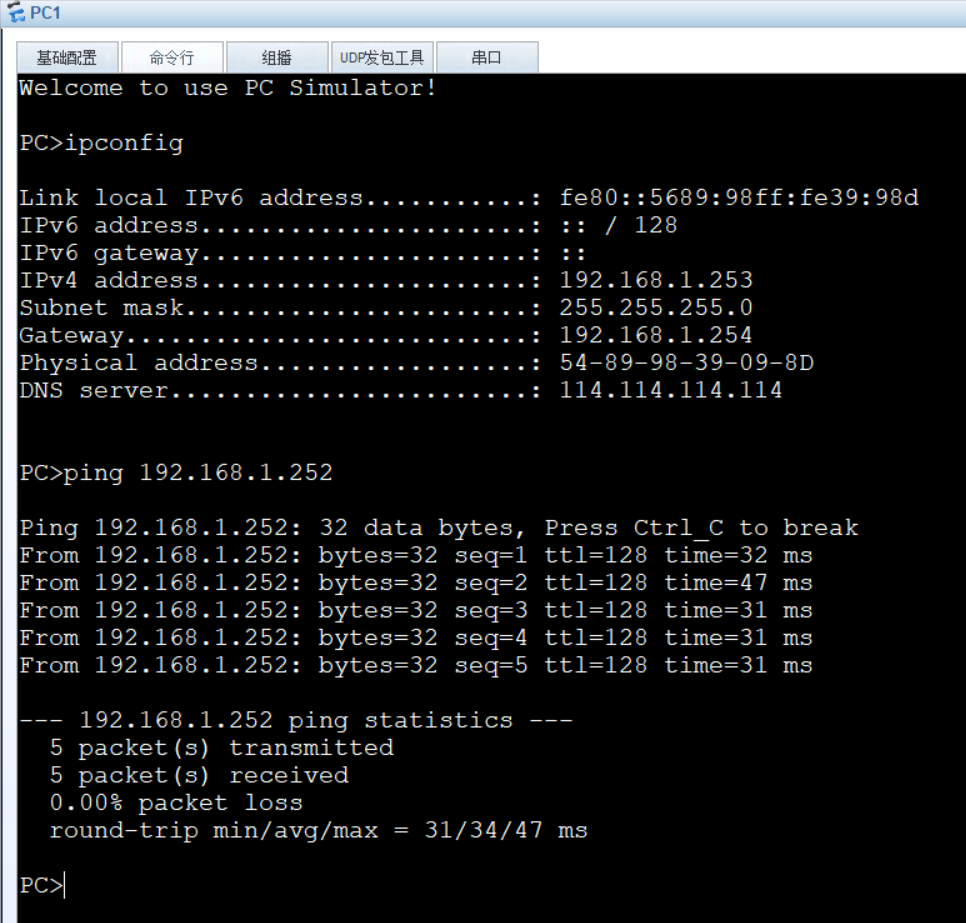 PC1
基础配置 命令行 组播 UDP发包工具 串口
Welcome to use PC Simulator!
PC>ipconfig
Link local IPv6 address...........: fe80::5689:98ff:fe39:98d
IPv6 address......................: :: / 128
IPv6 gateway......................: ::
IPv4 address......................: 192.168.1.253
Subnet mask.......................: 255.255.255.0
Gateway...........................: 192.168.1.254
Physical address..................: 54-89-98-39-09-8D
DNS server........................: 114.114.114.114
PC>ping 192.168.1.252
Ping 192.168.1.252: 32 data bytes, Press Ctrl_C to break
From 192.168.1.252: bytes=32 seq=1 ttl=128 time=32 ms
From 192.168.1.252: bytes=32 seq=2 ttl=128 time=47 ms
From 192.168.1.252: bytes=32 seq=3 ttl=128 time=31 ms
From 192.168.1.252: bytes=32 seq=4 ttl=128 time=31 ms
From 192.168.1.252: bytes=32 seq=5 ttl=128 time=31 ms
--- 192.168.1.252 ping statistics ---
5 packet(s) transmitted
5 packet(s) received
0.00% packet loss
round-trip min/avg/max = 31/34/47 ms
PC>